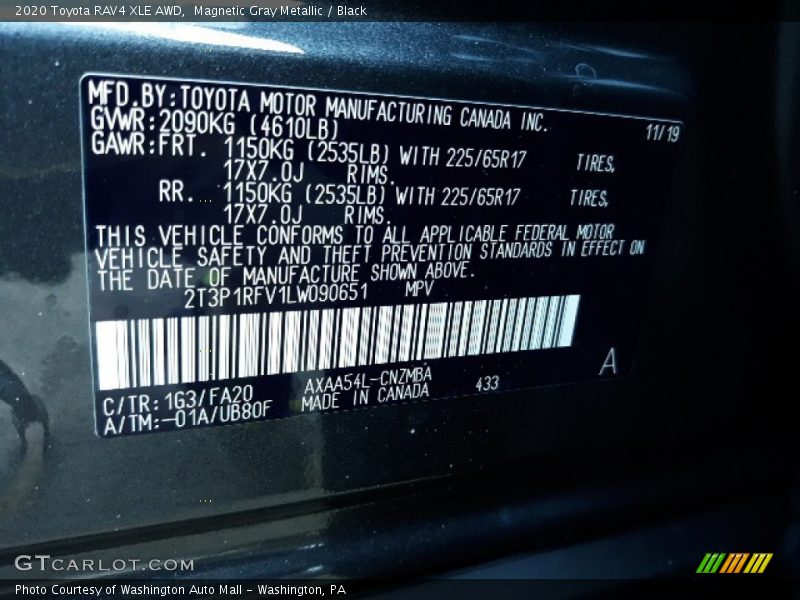 2020 Toyota RAV4 XLE AWD, Magnetic Gray Metallic / Black
MFD.BY:TOYOTA MOTOR MANUFACTURING CANADA INC.
GVWR:2090KG (4610LB) 11/19
GAWR:FRT. 1150KG (2535LB) WITH 225/65R17 TIRES,
17X7.0J RIMS.
RR. 1150KG (2535LB) WITH 225/65R17 TIRES,
17X7.0J RIMS.
THIS VEHICLE CONFORMS TO ALL APPLICABLE FEDERAL MOTOR
VEHICLE SAFETY AND THEFT PREVENTION STANDARDS IN EFFECT ON
THE DATE OF MANUFACTURE SHOWN ABOVE.
2T3P1RFV1LW090651 MPV
A
C/TR:1G3/FA20 AXAA54L-CNZMBA 433
A/TM:-01A/UB80F MADE IN CANADA
GTCARLOT.COM
Photo Courtesy of Washington Auto Mall - Washington, PA